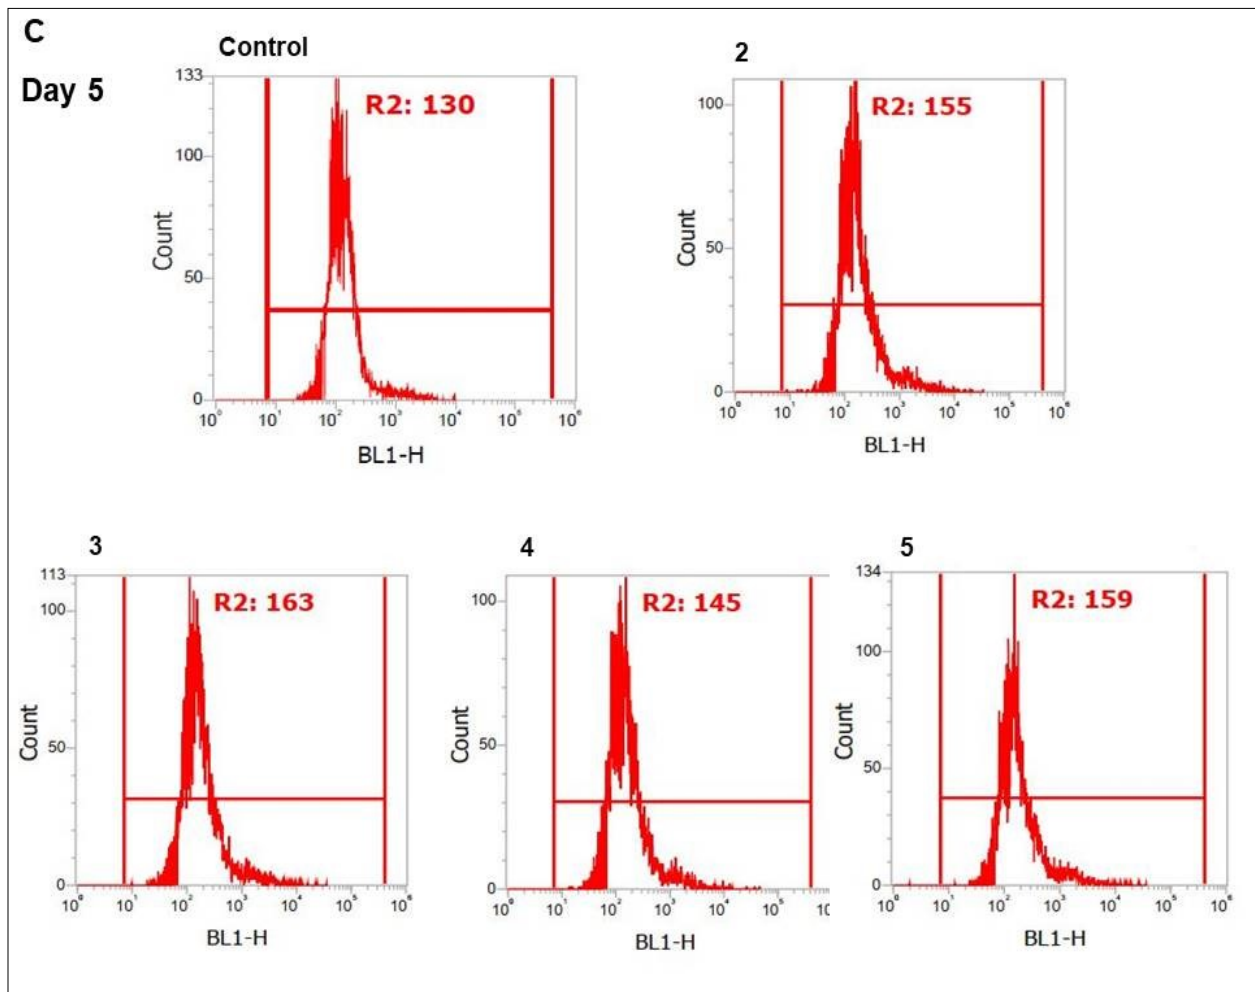 C
Day 5
Control
133
100
50
0
Count
R2: 130
10⁰ 10¹ 10² 10³ 10⁴ 10⁵ 10⁶
BL1-H
2
100
50
0
Count
R2: 155
10⁰ 10¹ 10² 10³ 10⁴ 10⁵ 10⁶
BL1-H
3
113
100
50
0
Count
R2: 163
10⁰ 10¹ 10² 10³ 10⁴ 10⁵ 10⁶
BL1-H
4
100
50
0
Count
R2: 145
10⁰ 10¹ 10² 10³ 10⁴ 10⁵ 10
BL1-H
5
134
100
50
0
Count
R2: 159
10⁰ 10¹ 10² 10³ 10⁴ 10⁵ 10⁶
BL1-H